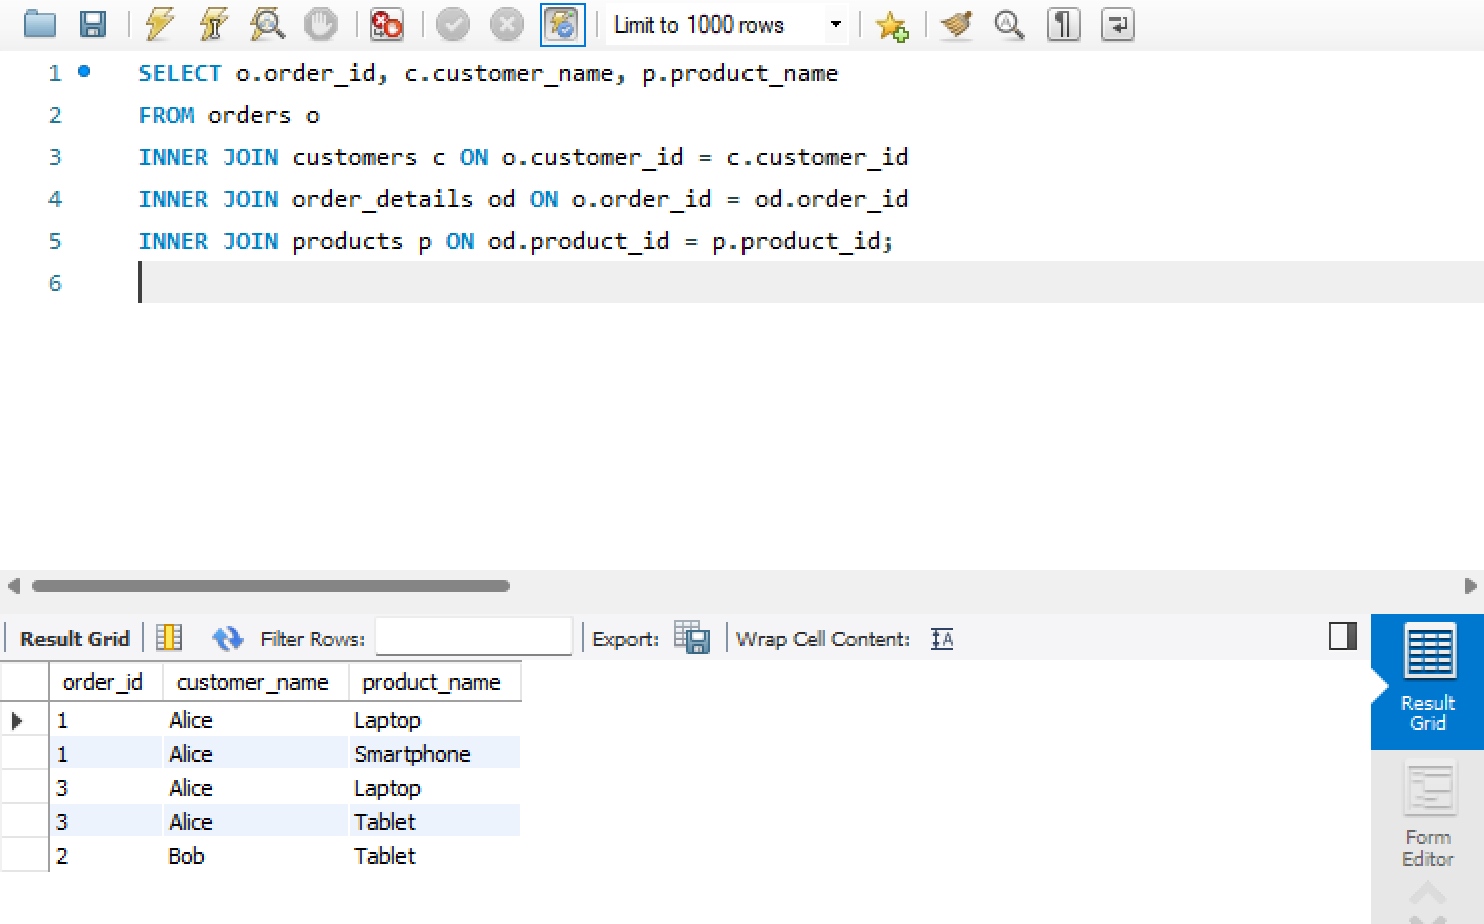 Limit to 1000 rows
1 SELECT o.order_id, c.customer_name, p.product_name
2 FROM orders o
3 INNER JOIN customers c ON o.customer_id = c.customer_id
4 INNER JOIN order_details od ON o.order_id = od.order_id
5 INNER JOIN products p ON od.product_id = p.product_id;
6
Result Grid Filter Rows: Export: Wrap Cell Content: A
order_id customer_name product_name
1 Alice Laptop
1 Alice Smartphone
3 Alice Laptop
3 Alice Tablet
2 Bob Tablet
Result
Grid
Form
Editor